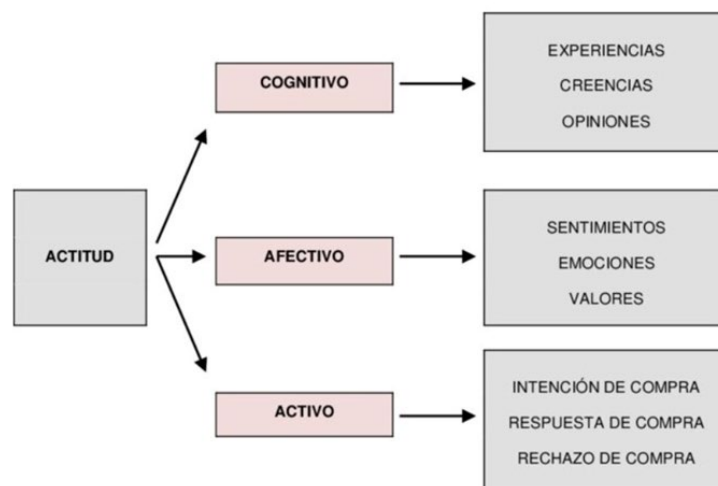 ACTITUD
COGNITIVO
EXPERIENCIAS
CREENCIAS
OPINIONES
AFECTIVO
SENTIMIENTOS
EMOCIONES
VALORES
ACTIVO
INTENCIÓN DE COMPRA
RESPUESTA DE COMPRA
RECHAZO DE COMPRA